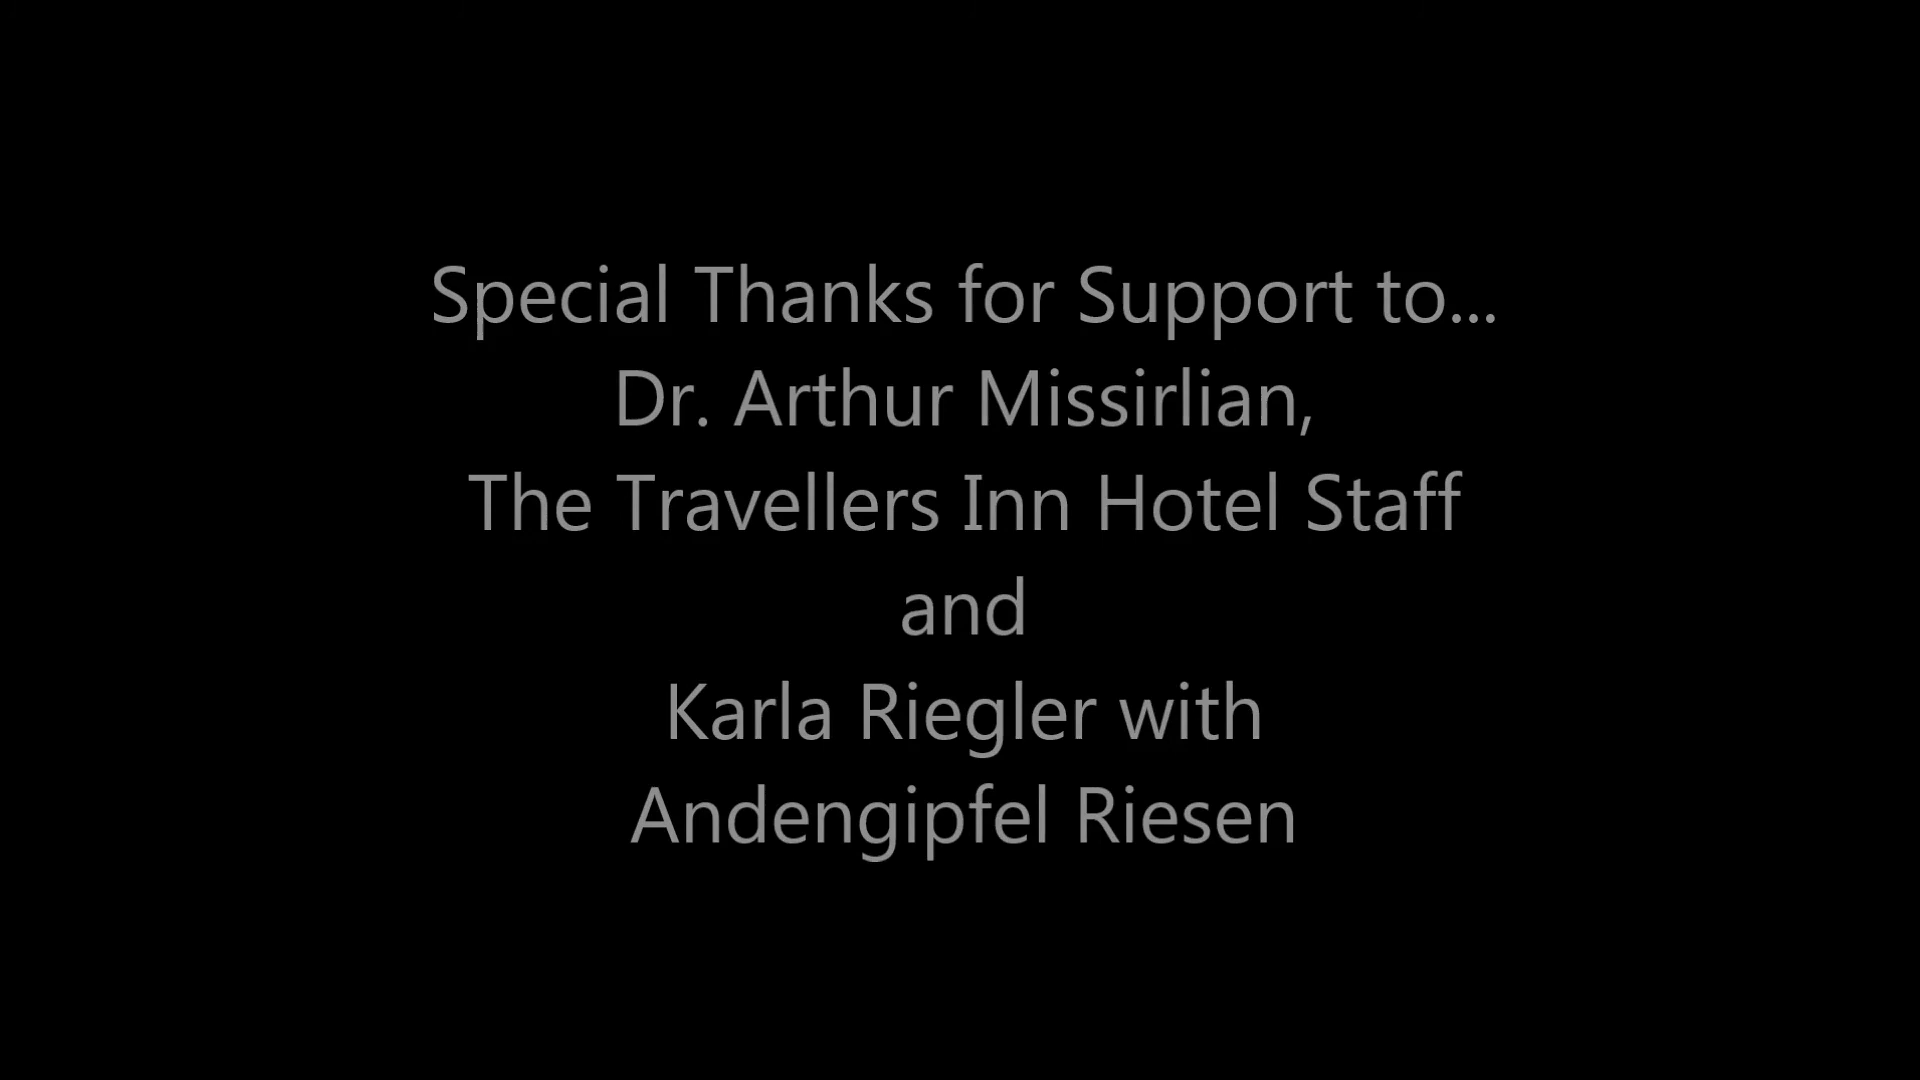 Special Thanks for Support to...
Dr. Arthur Missirlian,
The Travellers Inn Hotel Staff
and
Karla Riegler with
Andengipfel Riesen